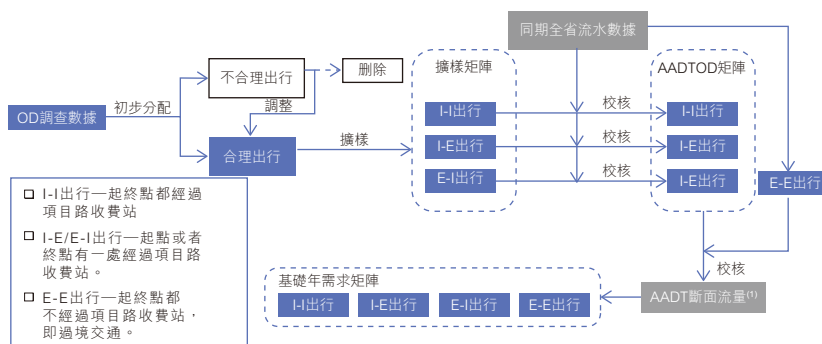 同期全省流水數據
不合理出行
刪除
擴樣矩陣
AADTOD矩陣
OD調查數據
初步分配
調整
合理出行
擴樣
I-I出行
校核
I-I出行
I-E出行
校核
I-E出行
E-I出行
校核
I-E出行
E-E出行
I-I出行—起終點都經過
項目路收費站
I-E/E-I出行—起點或者
終點有一處經過項目路
收費站。
E-E出行—起終點都
不經過項目路收費站，
即過境交通。
校核
基礎年需求矩陣
I-I出行
I-E出行
E-I出行
E-E出行
AADT斷面流量(1)